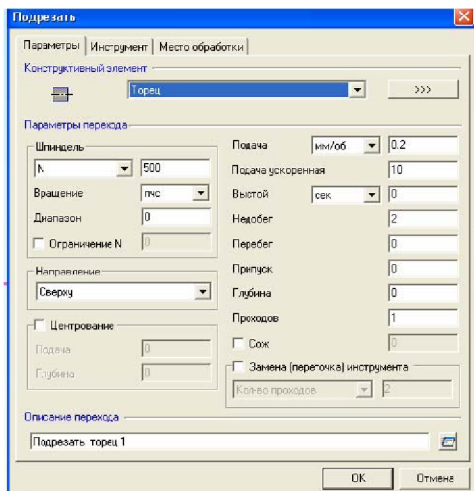 Подрезать
Параметры Инструмент Место обработки
Конструктивный элемент
Торец >>>
Параметры перехода
Шпиндель
N 500
Вращение пчс
Диапазон 0
Ограничение N 0
Направление
Сверху
Центрование
Подача 0
Глубина 0
Подача мм/об 0.2
Подача ускоренная 10
Выстой сек 0
Недобег 2
Перебег 0
Припуск 0
Глубина 0
Проходов 1
Сож 0
Замена (переточка) инструмента
Кол-во проходов 2
Описание перехода
Подрезать торец 1
OK Отмена